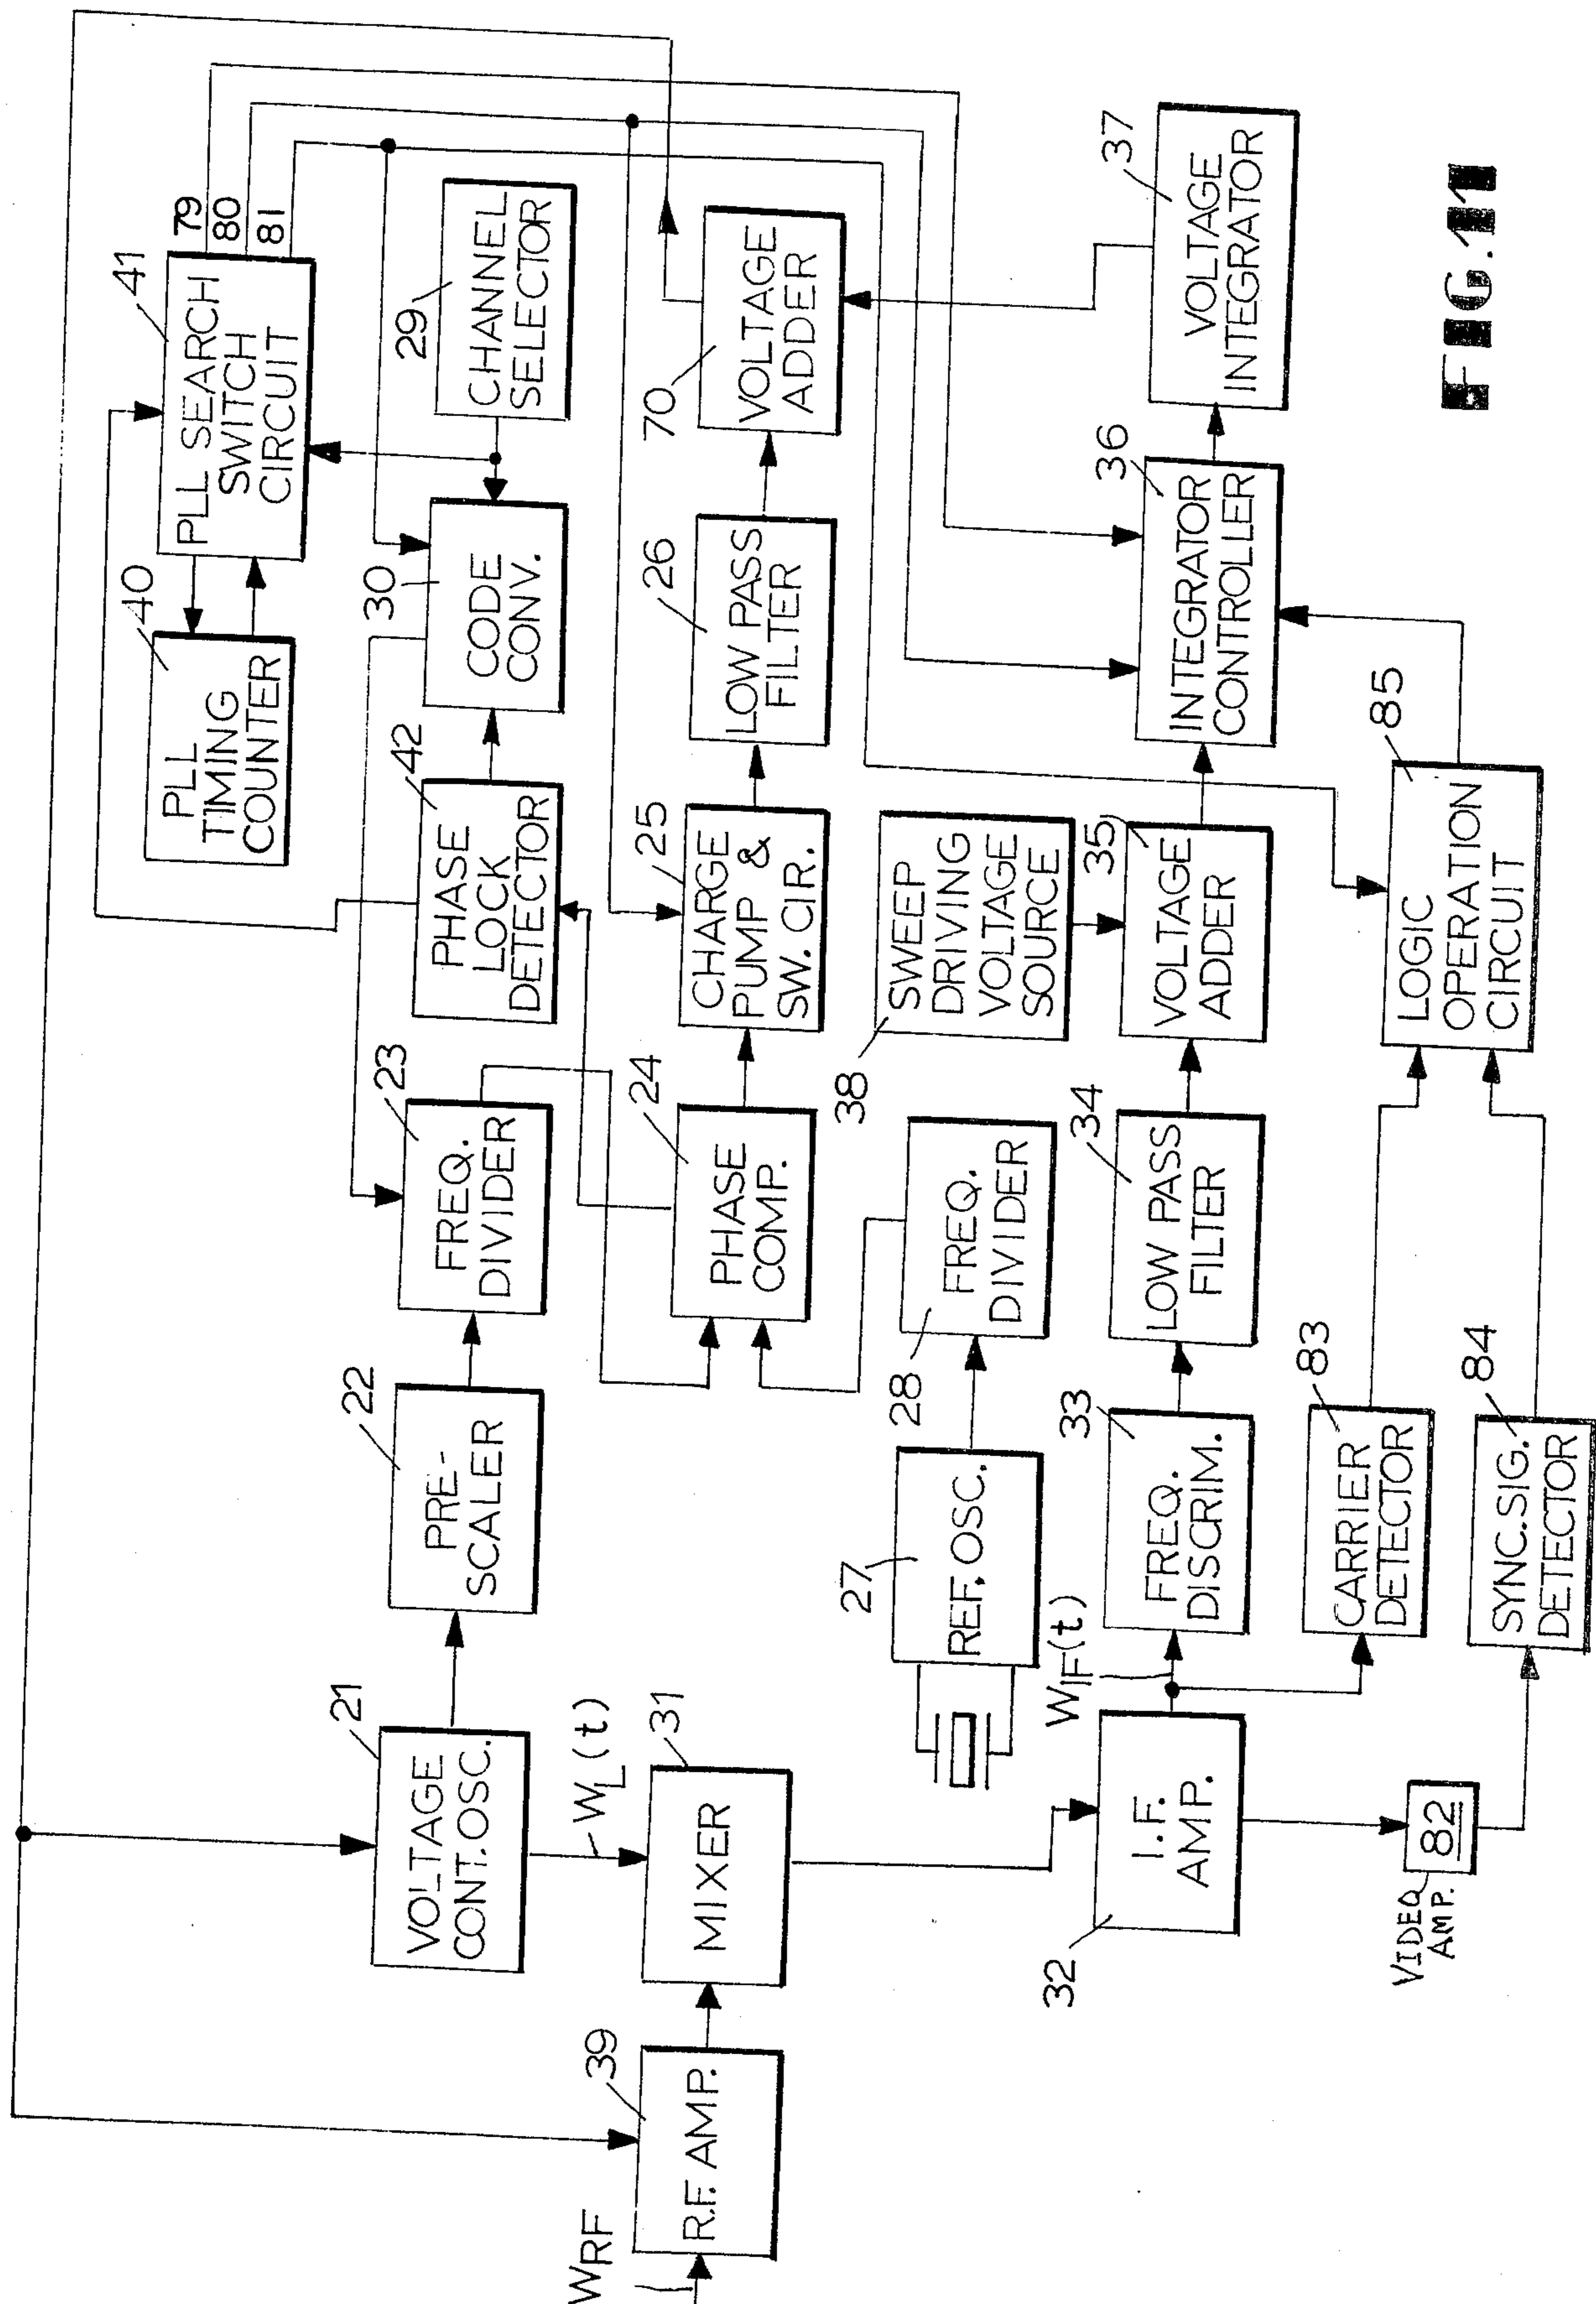 PLL TIMING COUNTER
40
PLL SEARCH SWITCH CIRCUIT
41
79
80
81
VOLTAGE CONT. OSC.
21
PRE-SCALER
22
FREQ. DIVIDER
23
PHASE LOCK DETECTOR
42
CODE CONV.
30
CHANNEL SELECTOR
29
WL(t)
WRF
R.F. AMP.
39
MIXER
31
PHASE COMP.
24
CHARGE PUMP & SW. CIR.
25
LOW PASS FILTER
26
VOLTAGE ADDER
70
REF. OSC.
27
FREQ. DIVIDER
28
SWEEP DRIVING VOLTAGE SOURCE
38
I.F. AMP.
32
WIF(t)
FREQ. DISCRIM.
33
LOW PASS FILTER
34
VOLTAGE ADDER
35
INTEGRATOR CONTROLLER
36
VOLTAGE INTEGRATOR
37
VIDEO AMP.
82
CARRIER DETECTOR
83
SYNC. SIG. DETECTOR
84
LOGIC OPERATION CIRCUIT
85
FIG. 11